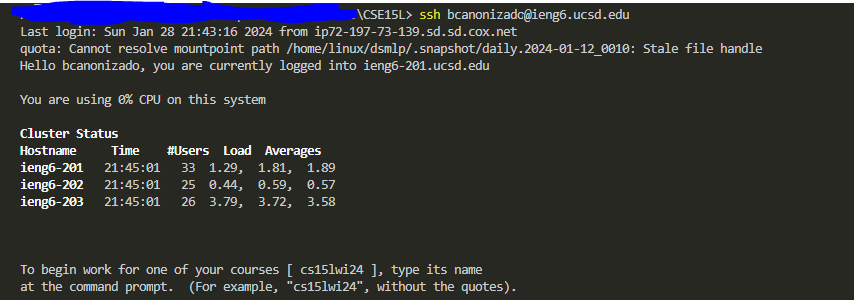 \CSE15L> ssh bcanonizado@ieng6.ucsd.edu
Last login: Sun Jan 28 21:43:16 2024 from ip72-197-73-139.sd.sd.cox.net
quota: Cannot resolve mountpoint path /home/linux/dsmlp/.snapshot/daily.2024-01-12_0010: Stale file handle
Hello bcanonizado, you are currently logged into ieng6-201.ucsd.edu
You are using 0% CPU on this system
Cluster Status
Hostname Time #Users Load Averages
ieng6-201 21:45:01 33 1.29, 1.81, 1.89
ieng6-202 21:45:01 25 0.44, 0.59, 0.57
ieng6-203 21:45:01 26 3.79, 3.72, 3.58
To begin work for one of your courses [ cs15lwi24 ], type its name
at the command prompt. (For example, "cs15lwi24", without the quotes).